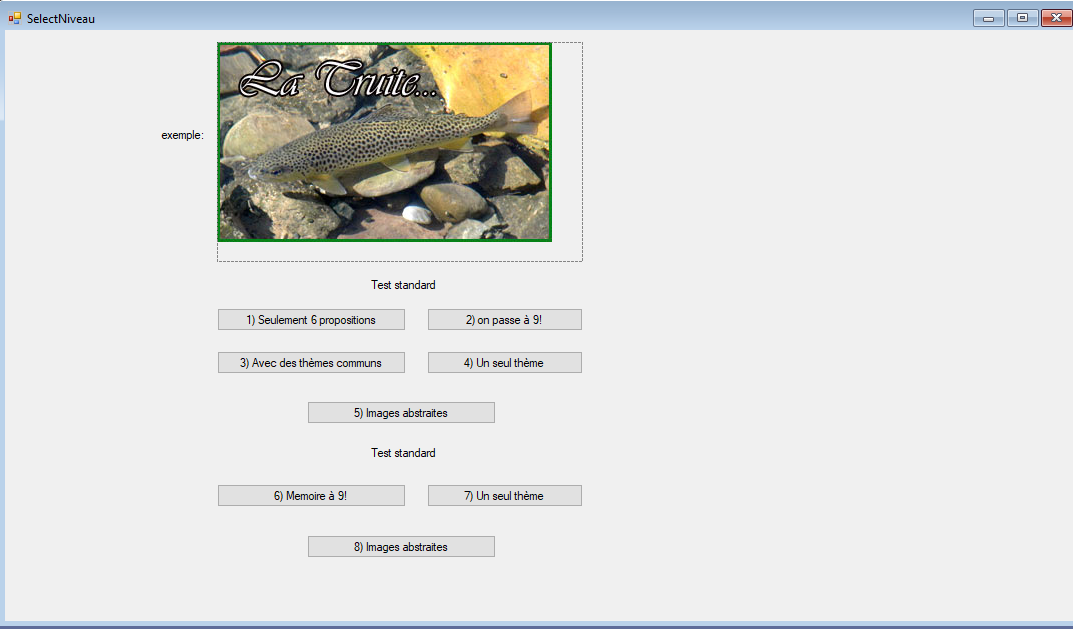 SelectNiveau
La Truite...
exemple:
Test standard
1) Seulement 6 propositions
2) on passe à 9!
3) Avec des thèmes communs
4) Un seul thème
5) Images abstraites
Test standard
6) Memoire à 9!
7) Un seul thème
8) Images abstraites